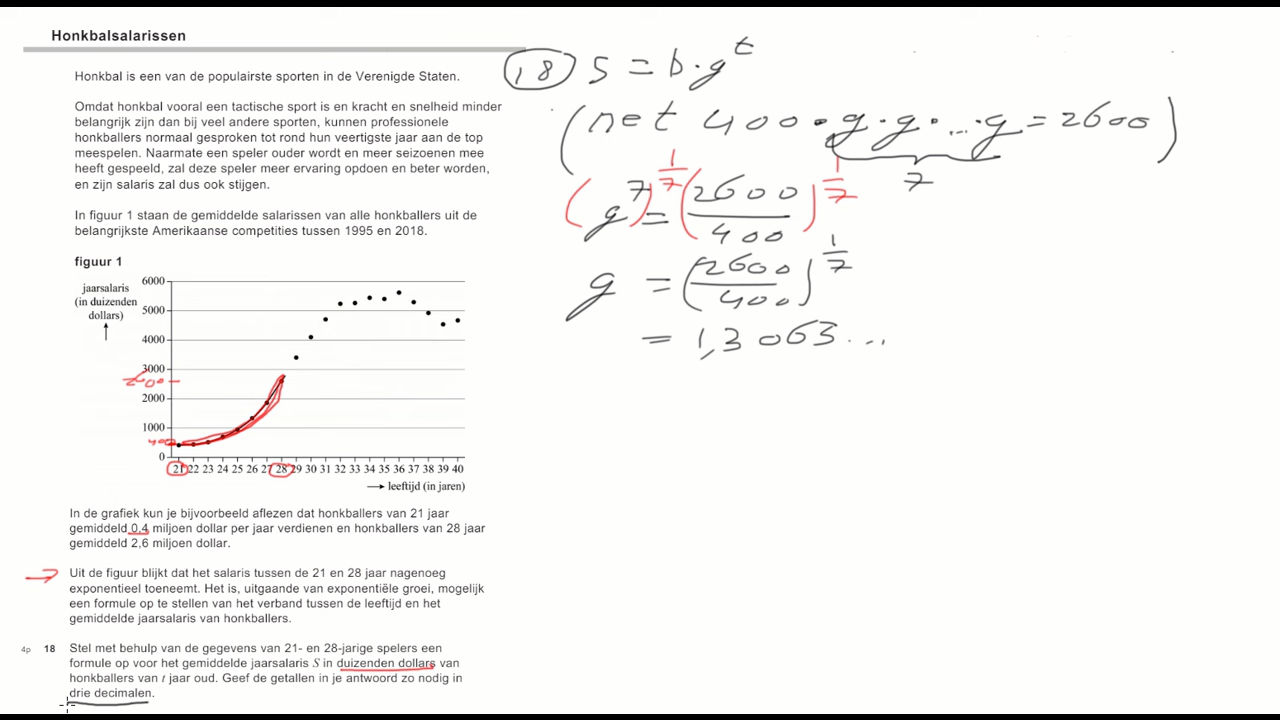 Honkbalsalarissen
Honkbal is een van de populairste sporten in de Verenigde Staten.
Omdat honkbal vooral een tactische sport is en kracht en snelheid minder
belangrijk zijn dan bij veel andere sporten, kunnen professionele
honkballers normaal gesproken tot rond hun veertigste jaar aan de top
meespelen. Naarmate een speler ouder wordt en meer seizoenen mee
heeft gespeeld, zal deze speler meer ervaring opdoen en beter worden,
en zijn salaris zal dus ook stijgen.
In figuur 1 staan de gemiddelde salarissen van alle honkballers uit de
belangrijkste Amerikaanse competities tussen 1995 en 2018.
figuur 1
jaarsalaris
(in duizenden
dollars)
6000
5000
4000
3000
2600
2000
1000
400
0
21 22 23 24 25 26 27 28 29 30 31 32 33 34 35 36 37 38 39 40
leeftijd (in jaren)
In de grafiek kun je bijvoorbeeld aflezen dat honkballers van 21 jaar
gemiddeld 0,4 miljoen dollar per jaar verdienen en honkballers van 28 jaar
gemiddeld 2,6 miljoen dollar.
Uit de figuur blijkt dat het salaris tussen de 21 en 28 jaar nagenoeg
exponentieel toeneemt. Het is, uitgaande van exponentiële groei, mogelijk
een formule op te stellen van het verband tussen de leeftijd en het
gemiddelde jaarsalaris van honkballers.
4p 18 Stel met behulp van de gegevens van 21- en 28-jarige spelers een
formule op voor het gemiddelde jaarsalaris S in duizenden dollars van
honkballers van t jaar oud. Geef de getallen in je antwoord zo nodig in
drie decimalen.
18 S = b · g^t
(net 400 · g · g · ... · g = 2600)
7
(g^7)^(1/7) = (2600/400)^(1/7)
g = (2600/400)^(1/7)
= 1,3063...